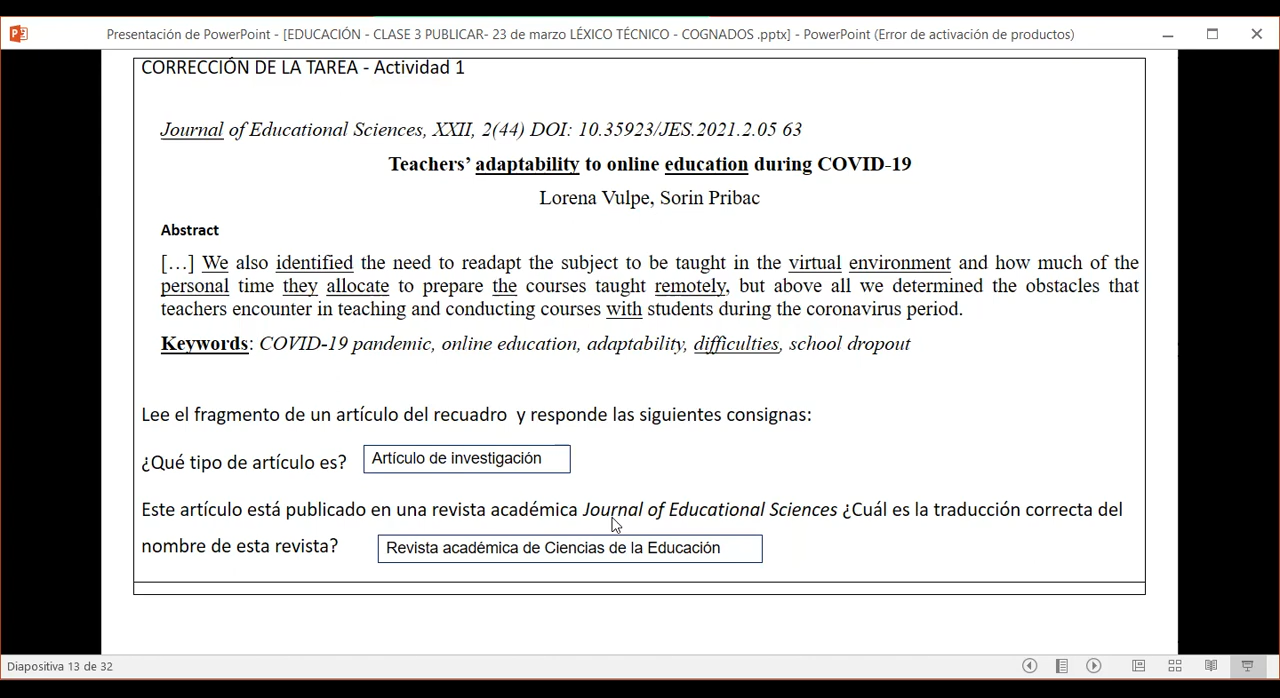 Presentación de PowerPoint - [EDUCACIÓN - CLASE 3 PUBLICAR- 23 de marzo LÉXICO TÉCNICO - COGNADOS .pptx] - PowerPoint (Error de activación de productos)
CORRECCIÓN DE LA TAREA - Actividad 1
Journal of Educational Sciences, XXII, 2(44) DOI: 10.35923/JES.2021.2.05 63
Teachers’ adaptability to online education during COVID-19
Lorena Vulpe, Sorin Pribac
Abstract
[…] We also identified the need to readapt the subject to be taught in the virtual environment and how much of the
personal time they allocate to prepare the courses taught remotely, but above all we determined the obstacles that
teachers encounter in teaching and conducting courses with students during the coronavirus period.
Keywords: COVID-19 pandemic, online education, adaptability, difficulties, school dropout
Lee el fragmento de un artículo del recuadro y responde las siguientes consignas:
¿Qué tipo de artículo es? Artículo de investigación
Este artículo está publicado en una revista académica Journal of Educational Sciences ¿Cuál es la traducción correcta del
nombre de esta revista? Revista académica de Ciencias de la Educación
Diapositiva 13 de 32